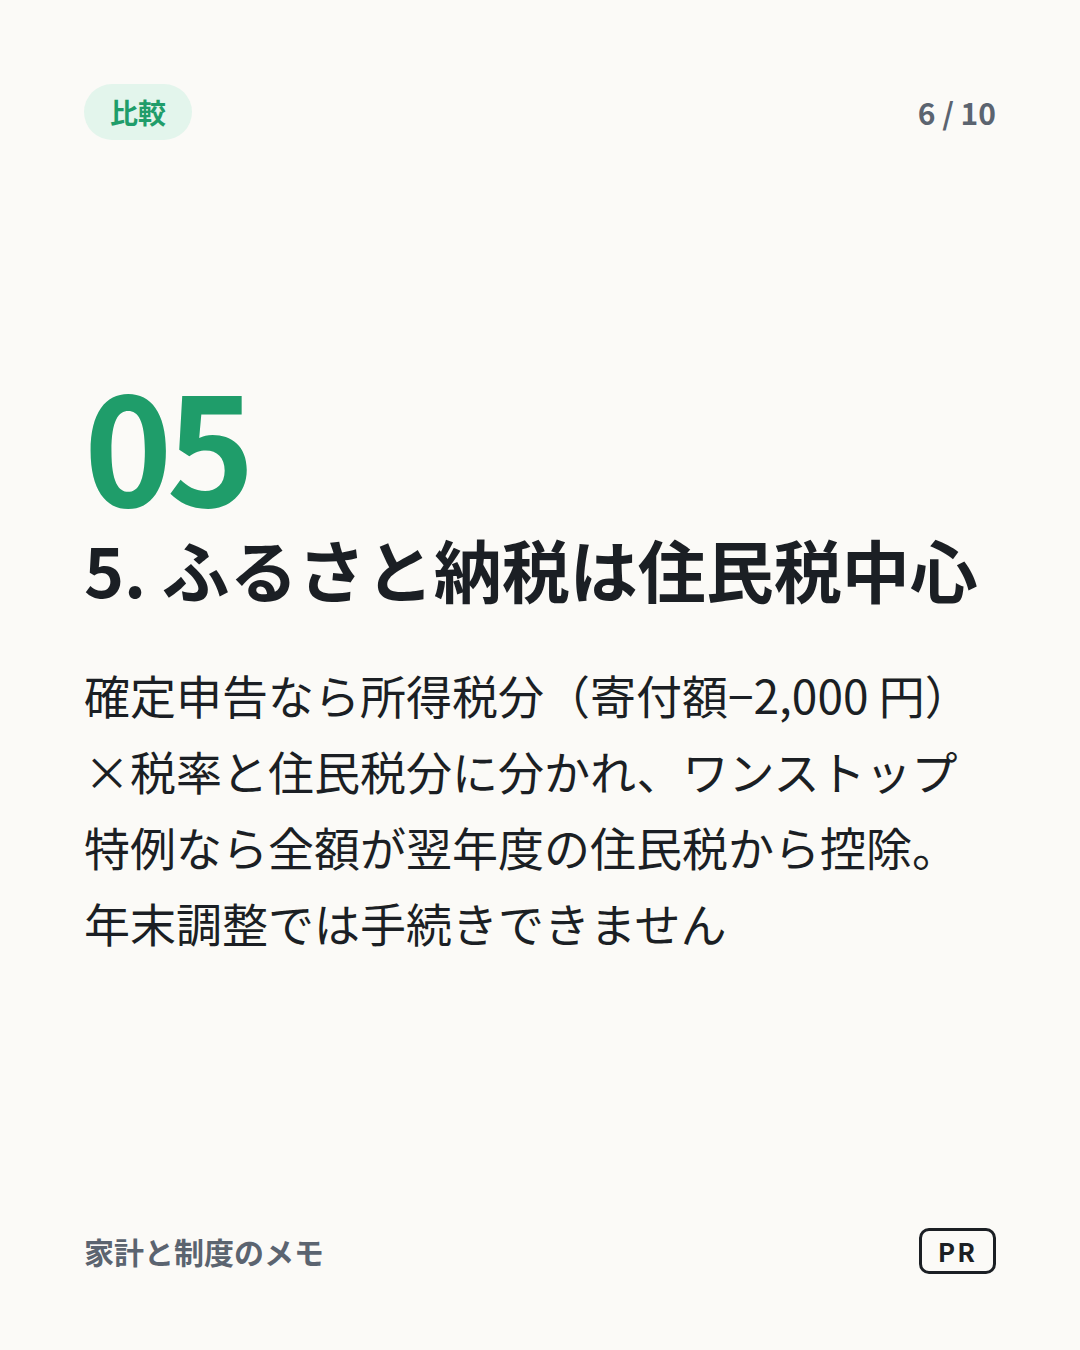 比較
6 / 10
05
5. ふるさと納税は住民税中心
確定申告なら所得税分（寄付額−2,000 円）
×税率と住民税分に分かれ、ワンストップ
特例なら全額が翌年度の住民税から控除。
年末調整では手続きできません
家計と制度のメモ
PR